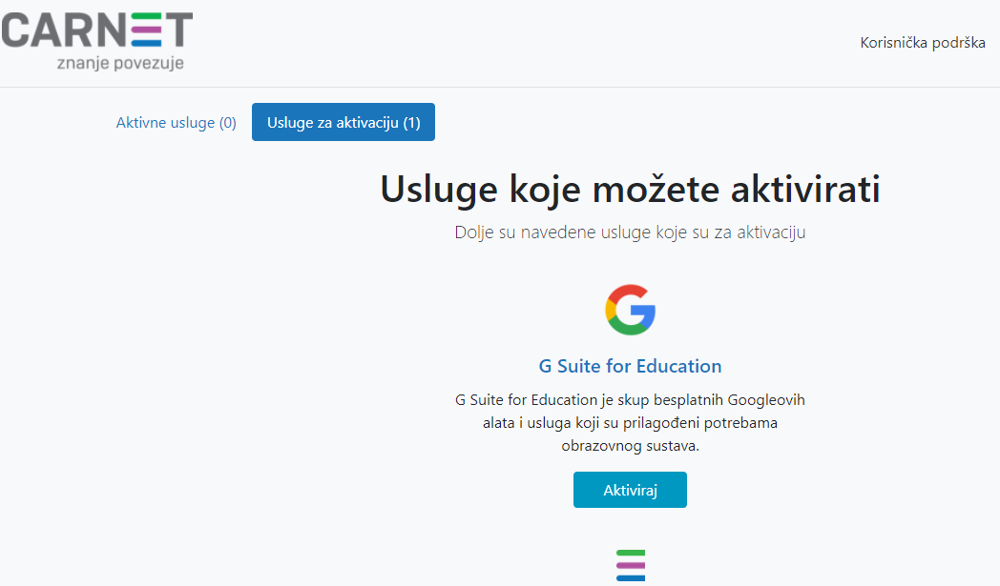 CARNET
znanje povezuje
Korisnička podrška
Aktivne usluge (0)
Usluge za aktivaciju (1)
Usluge koje možete aktivirati
Dolje su navedene usluge koje su za aktivaciju
G Suite for Education
G Suite for Education je skup besplatnih Googleovih
alata i usluga koji su prilagođeni potrebama
obrazovnog sustava.
Aktiviraj